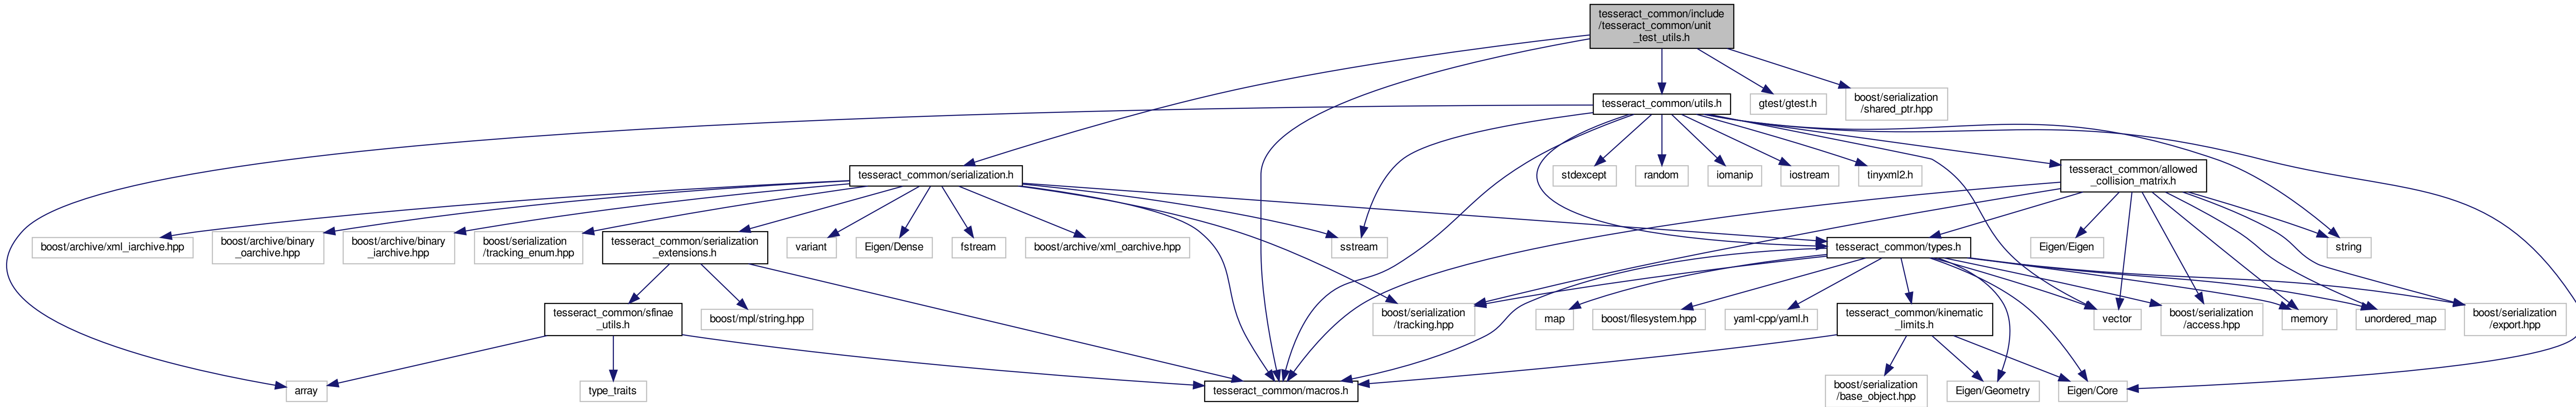 tesseract_common/include
/tesseract_common/unit
_test_utils.h
tesseract_common/utils.h
gtest/gtest.h
boost/serialization
/shared_ptr.hpp
tesseract_common/serialization.h
stdexcept
random
iomanip
iostream
tinyxml2.h
tesseract_common/allowed
_collision_matrix.h
boost/archive/xml_iarchive.hpp
boost/archive/binary
_oarchive.hpp
boost/archive/binary
_iarchive.hpp
boost/serialization
/tracking_enum.hpp
tesseract_common/serialization
_extensions.h
variant
Eigen/Dense
fstream
boost/archive/xml_oarchive.hpp
sstream
tesseract_common/types.h
Eigen/Eigen
string
tesseract_common/sfinae
_utils.h
boost/mpl/string.hpp
boost/serialization
/tracking.hpp
map
boost/filesystem.hpp
yaml-cpp/yaml.h
tesseract_common/kinematic
_limits.h
vector
boost/serialization
/access.hpp
memory
unordered_map
boost/serialization
/export.hpp
array
type_traits
tesseract_common/macros.h
boost/serialization
/base_object.hpp
Eigen/Geometry
Eigen/Core